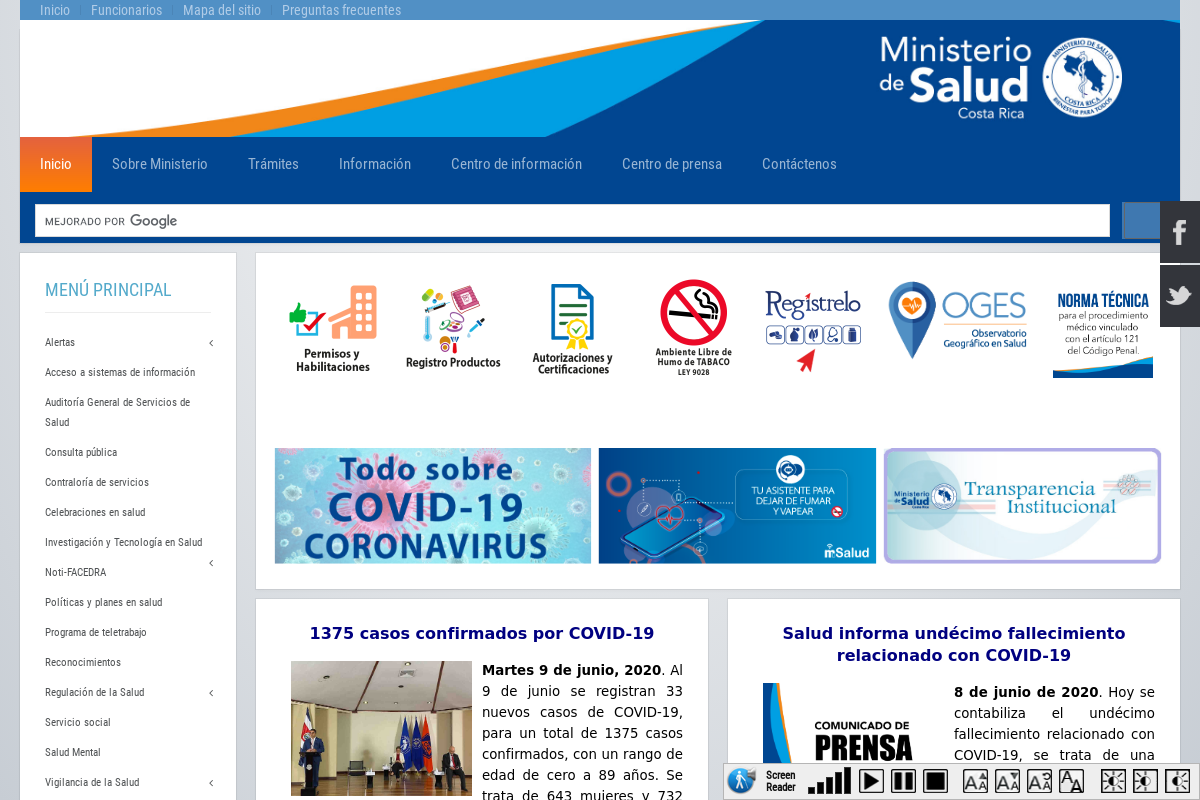 Inicio
Funcionarios
Mapa del sitio
Preguntas frecuentes
Ministerio
de Salud
Costa Rica
MINISTERIO DE SALUD
COSTA RICA
BIENESTAR PARA TODOS
Inicio
Sobre Ministerio
Trámites
Información
Centro de información
Centro de prensa
Contáctenos
MEJORADO POR Google
MENÚ PRINCIPAL
Alertas
Acceso a sistemas de información
Auditoría General de Servicios de
Salud
Consulta pública
Contraloría de servicios
Celebraciones en salud
Investigación y Tecnología en Salud
Noti-FACEDRA
Políticas y planes en salud
Programa de teletrabajo
Reconocimientos
Regulación de la Salud
Servicio social
Salud Mental
Vigilancia de la Salud
Permisos y
Habilitaciones
Registro Productos
Autorizaciones y
Certificaciones
Ambiente Libre de
Humo de TABACO
LEY 9028
Regístrelo
OGES
Observatorio
Geográfico en Salud
NORMA TÉCNICA
para el procedimiento
médico vinculado
con el artículo 121
del Código Penal.
Todo sobre
COVID-19
CORONAVIRUS
TU ASISTENTE PARA
DEJAR DE FUMAR
Y VAPEAR
mSalud
Ministerio
de Salud
Costa Rica
Transparencia
Institucional
1375 casos confirmados por COVID-19
Martes 9 de junio, 2020. Al
9 de junio se registran 33
nuevos casos de COVID-19,
para un total de 1375 casos
confirmados, con un rango de
edad de cero a 89 años. Se
trata de 643 mujeres y 732
Salud informa undécimo fallecimiento
relacionado con COVID-19
COMUNICADO DE
PRENSA
8 de junio de 2020. Hoy se
contabiliza el undécimo
fallecimiento relacionado con
COVID-19, se trata de una
Screen
Reader